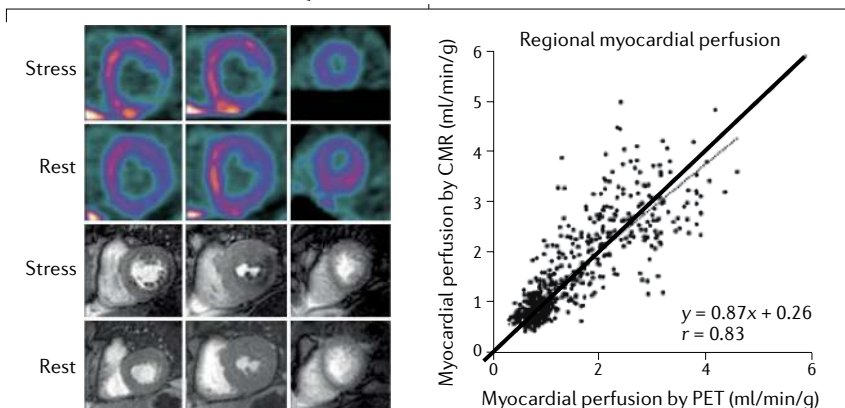 Stress
Rest
Stress
Rest
Regional myocardial perfusion
Myocardial perfusion by CMR (ml/min/g)
6
5
4
3
2
1
0
y = 0.87x + 0.26
r = 0.83
0 2 4 6
Myocardial perfusion by PET (ml/min/g)